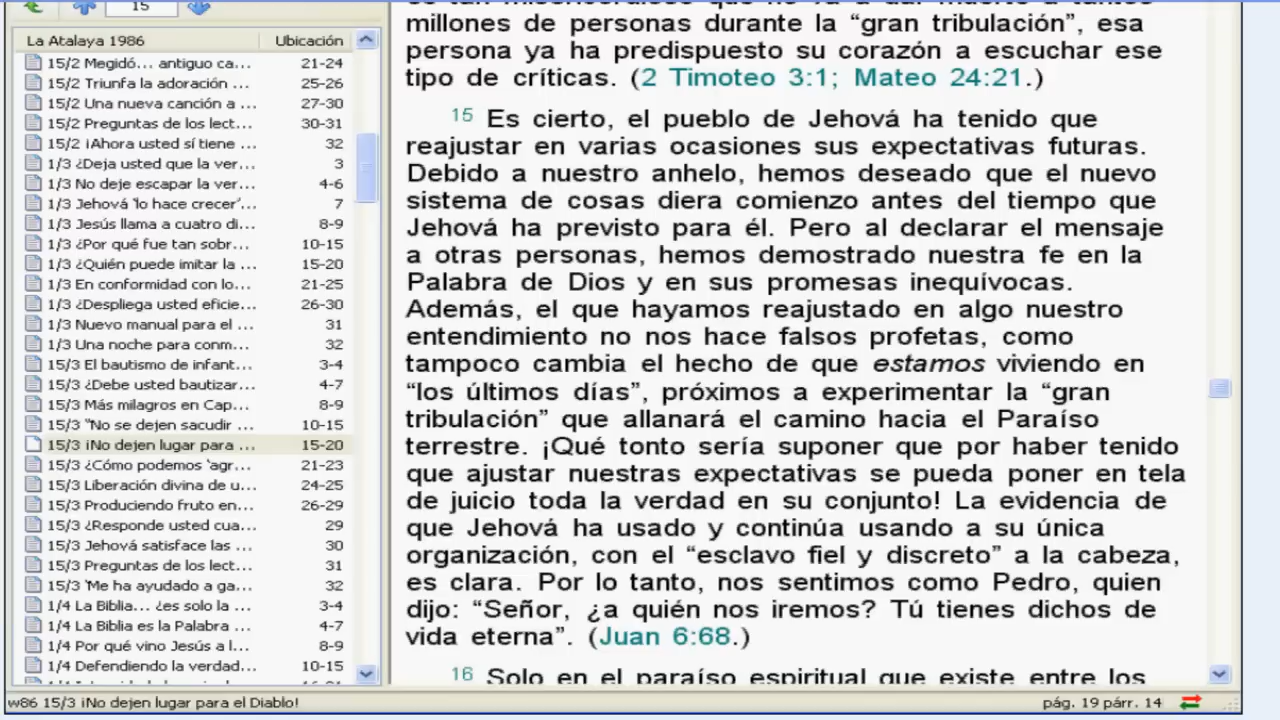 15
La Atalaya 1986 Ubicación
15/2 Megidó... antiguo ca... 21-24
15/2 Triunfa la adoración ... 25-26
15/2 Una nueva canción a ... 27-30
15/2 Preguntas de los lect... 30-31
15/2 ¡Ahora usted sí tiene ... 32
1/3 ¿Deja usted que la ver... 3
1/3 No deje escapar la ver... 4-6
1/3 Jehová 'lo hace crecer'... 7
1/3 Jesús llama a cuatro di... 8-9
1/3 ¿Por qué fue tan sobr... 10-15
1/3 ¿Quién puede imitar la ... 15-20
1/3 En conformidad con lo... 21-25
1/3 ¿Despliega usted eficie... 26-30
1/3 Nuevo manual para el ... 31
1/3 Una noche para conm... 32
15/3 El bautismo de infant... 3-4
15/3 ¿Debe usted bautizar... 4-7
15/3 Más milagros en Cap... 8-9
15/3 "No se dejen sacudir ... 10-15
15/3 ¡No dejen lugar para ... 15-20
15/3 ¿Cómo podemos 'agr... 21-23
15/3 Liberación divina de u... 24-25
15/3 Produciendo fruto en... 26-29
15/3 ¿Responde usted cua... 29
15/3 Jehová satisface las ... 30
15/3 Preguntas de los lect... 31
15/3 'Me ha ayudado a ga... 32
1/4 La Biblia... ¿es solo la ... 3-4
1/4 La Biblia es la Palabra ... 4-7
1/4 Por qué vino Jesús a l... 8-9
1/4 Defendiendo la verdad... 10-15
millones de personas durante la “gran tribulación”, esa
persona ya ha predispuesto su corazón a escuchar ese
tipo de críticas. (2 Timoteo 3:1; Mateo 24:21.)
15 Es cierto, el pueblo de Jehová ha tenido que
reajustar en varias ocasiones sus expectativas futuras.
Debido a nuestro anhelo, hemos deseado que el nuevo
sistema de cosas diera comienzo antes del tiempo que
Jehová ha previsto para él. Pero al declarar el mensaje
a otras personas, hemos demostrado nuestra fe en la
Palabra de Dios y en sus promesas inequívocas.
Además, el que hayamos reajustado en algo nuestro
entendimiento no nos hace falsos profetas, como
tampoco cambia el hecho de que estamos viviendo en
“los últimos días”, próximos a experimentar la “gran
tribulación” que allanará el camino hacia el Paraíso
terrestre. ¡Qué tonto sería suponer que por haber tenido
que ajustar nuestras expectativas se pueda poner en tela
de juicio toda la verdad en su conjunto! La evidencia de
que Jehová ha usado y continúa usando a su única
organización, con el “esclavo fiel y discreto” a la cabeza,
es clara. Por lo tanto, nos sentimos como Pedro, quien
dijo: “Señor, ¿a quién nos iremos? Tú tienes dichos de
vida eterna”. (Juan 6:68.)
16 Solo en el paraíso espiritual que existe entre los
w86 15/3 ¡No dejen lugar para el Diablo! pág. 19 párr. 14